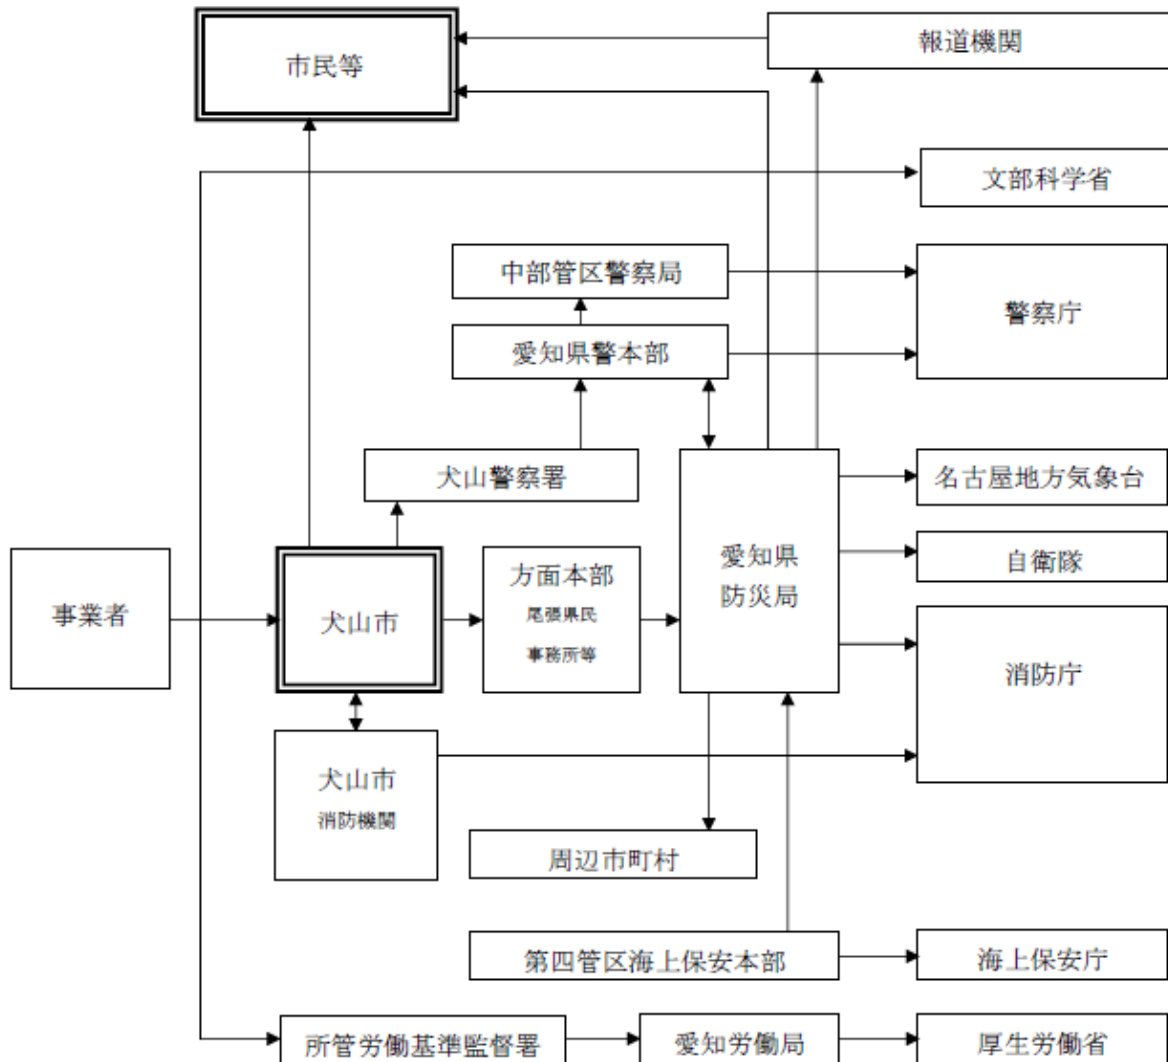 市民等
報道機関
文部科学省
中部管区警察局
警察庁
愛知県警本部
犬山警察署
名古屋地方気象台
事業者
犬山市
方面本部
尾張県民
事務所等
愛知県
防災局
自衛隊
消防庁
犬山市
消防機関
周辺市町村
第四管区海上保安本部
海上保安庁
所管労働基準監督署
愛知労働局
厚生労働省